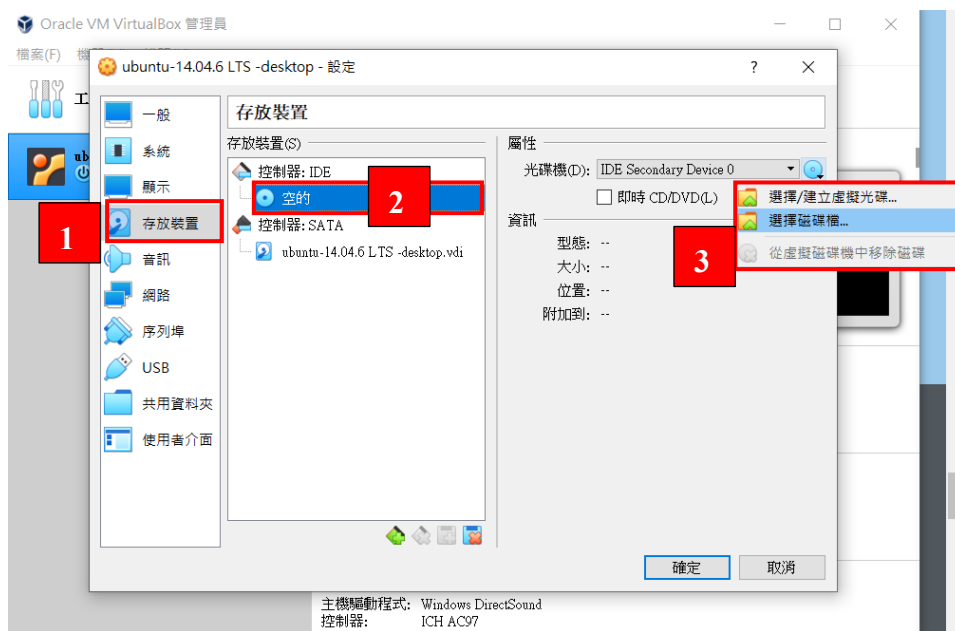 Oracle VM VirtualBox 管理員
檔案(F)
ubuntu-14.04.6 LTS -desktop - 設定
?
工
ub
一般
系統
顯示
1
存放裝置
音訊
網路
序列埠
USB
共用資料夾
使用者介面
存放裝置
存放裝置(S)
控制器: IDE
空的
2
控制器: SATA
ubuntu-14.04.6 LTS -desktop.vdi
屬性
光碟機(D): IDE Secondary Device 0
即時 CD/DVD(L)
資訊
型態: --
大小: --
位置: --
附加到: --
3
選擇/建立虛擬光碟...
選擇磁碟檔...
從虛擬磁碟機中移除磁碟
確定
取消
主機驅動程式: Windows DirectSound
控制器: ICH AC97